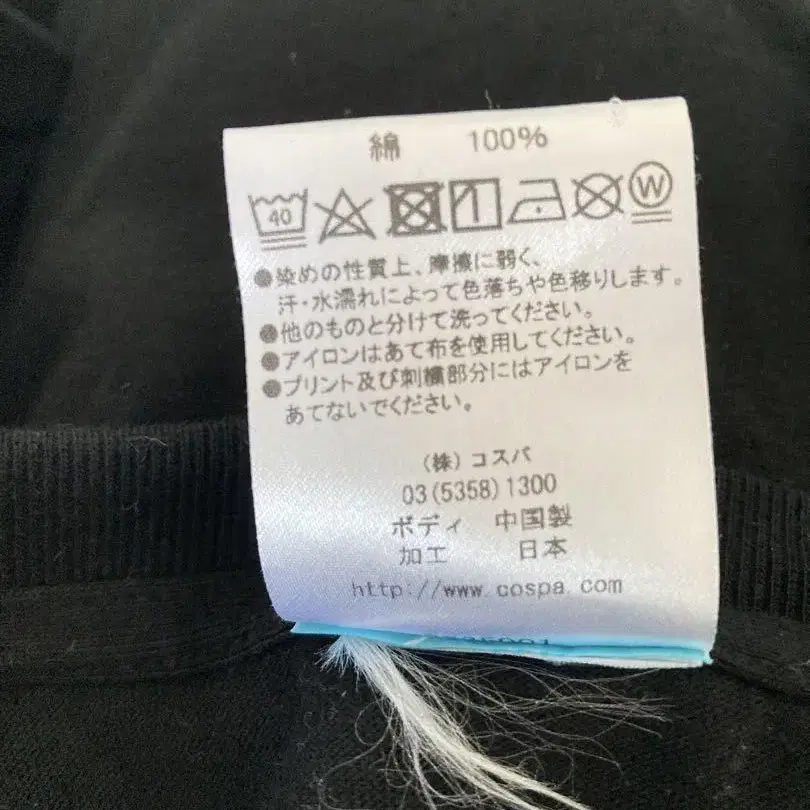 綿 100%
40 W
●染めの性質上、摩擦に弱く、
汗・水濡れによって色落ちや色移りします。
●他のものと分けて洗ってください。
●アイロンはあて布を使用してください。
●プリント及び刺繍部分にはアイロンを
あてないでください。
(株)コスパ
03(5358)1300
ボディ 中国製
加工 日本
http://www.cospa.com